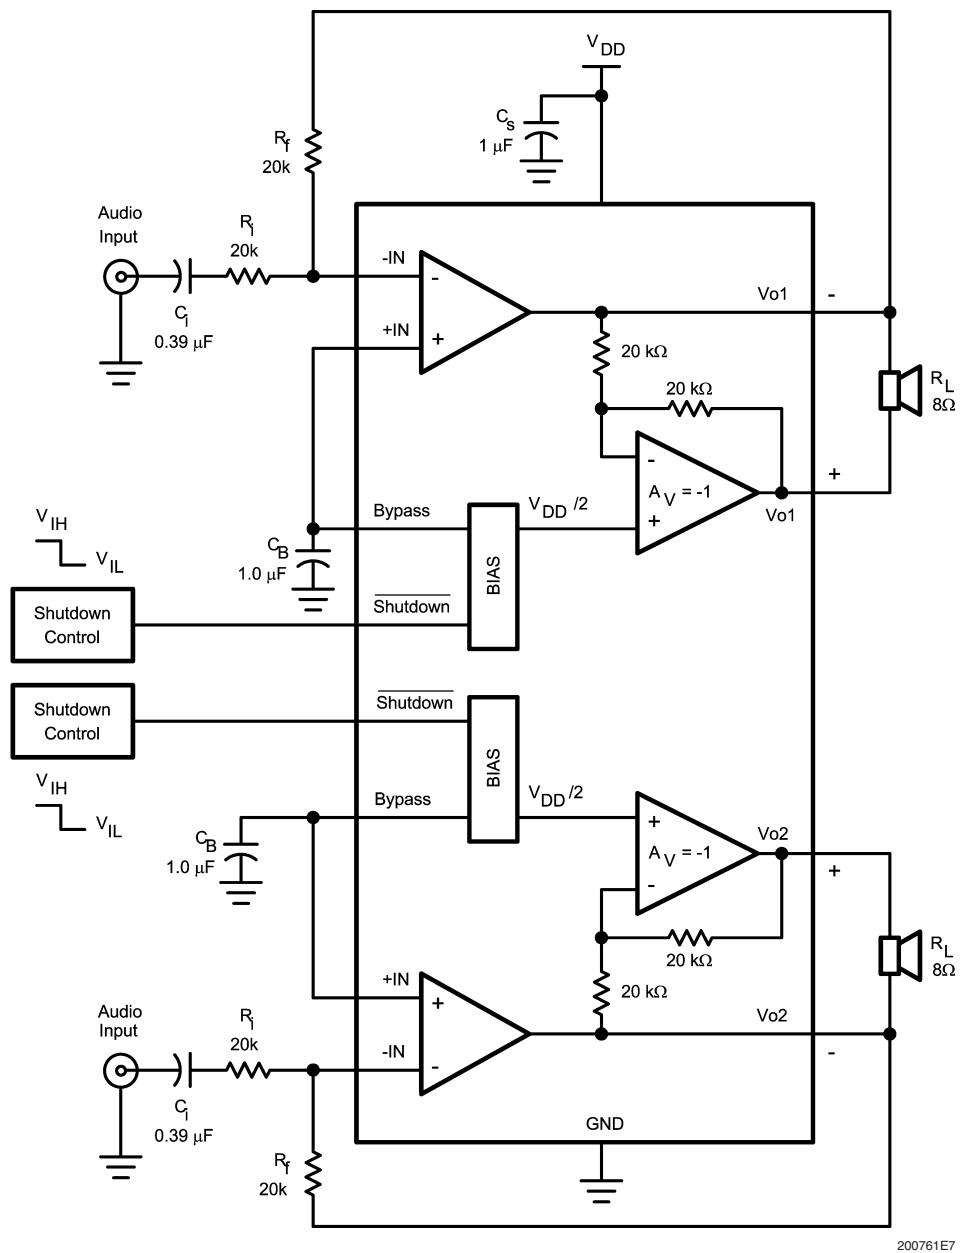 VDD
Cs
1 µF
Rf
20k
Audio
Input
Ri
20k
-IN
-
Ci
0.39 µF
+IN
+
Vo1
-
20 kΩ
20 kΩ
RL
8Ω
-
AV = -1
+
+
Vo1
Bypass
VDD /2
BIAS
VIH
VIL
CB
1.0 µF
Shutdown
Control
Shutdown
Shutdown
Control
Shutdown
BIAS
VIH
VIL
Bypass
VDD /2
CB
1.0 µF
+
AV = -1
-
Vo2
+
20 kΩ
RL
8Ω
20 kΩ
+IN
+
Vo2
-
Audio
Input
Ri
20k
-IN
-
Ci
0.39 µF
GND
Rf
20k
200761E7